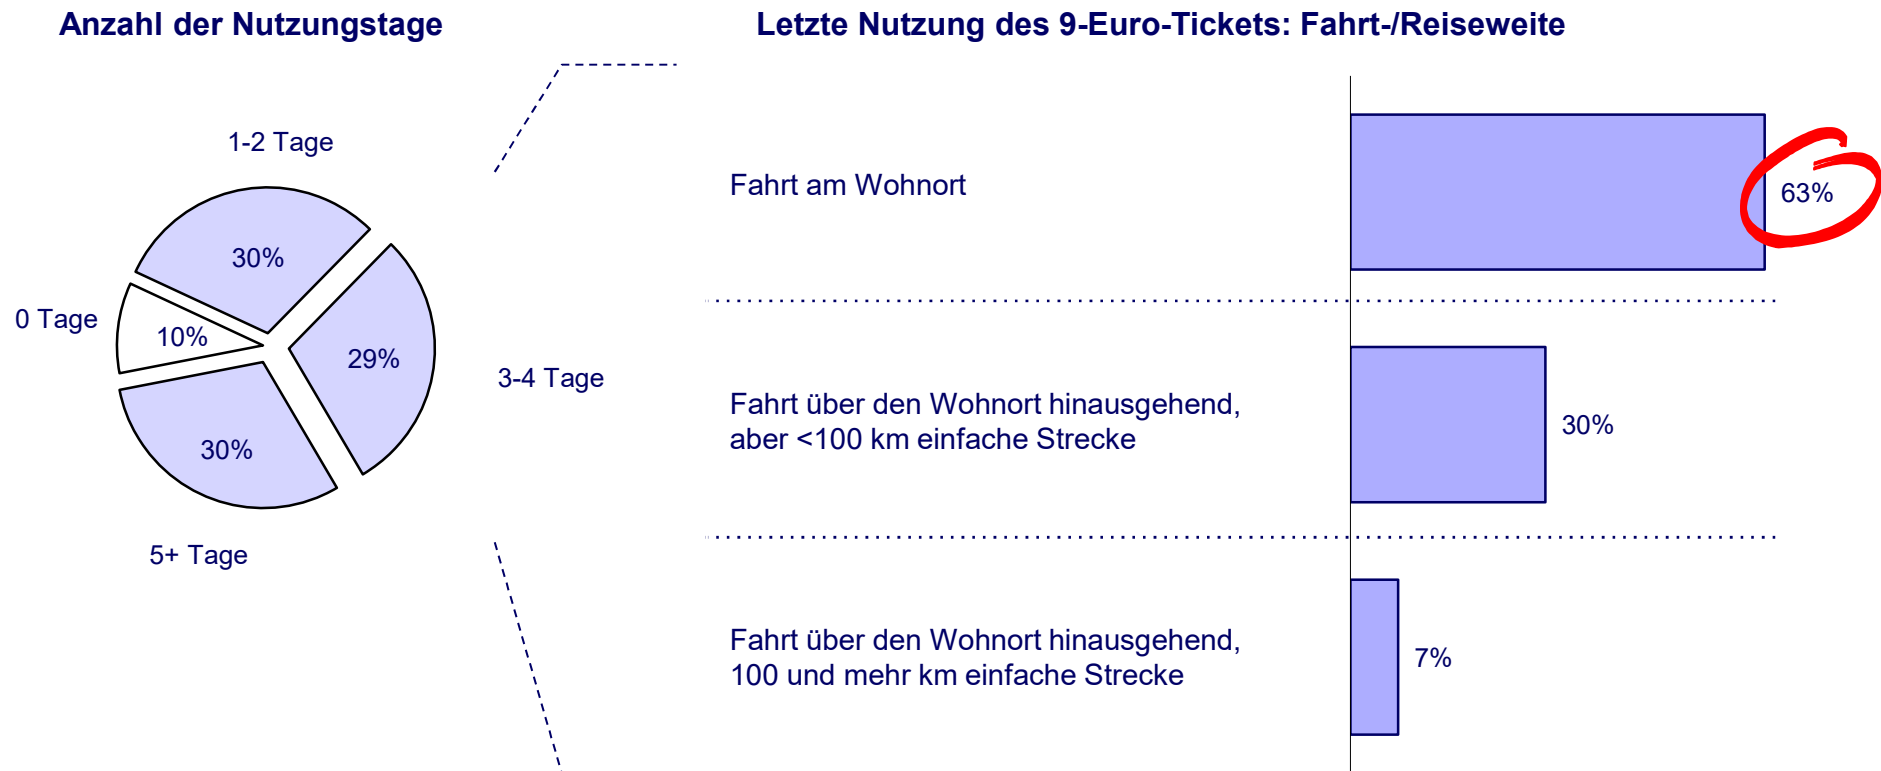 Anzahl der Nutzungstage
Letzte Nutzung des 9-Euro-Tickets: Fahrt-/Reiseweite
1-2 Tage
30%
0 Tage
10%
29%
3-4 Tage
30%
5+ Tage
Fahrt am Wohnort
63%
Fahrt über den Wohnort hinausgehend,
aber <100 km einfache Strecke
30%
Fahrt über den Wohnort hinausgehend,
100 und mehr km einfache Strecke
7%